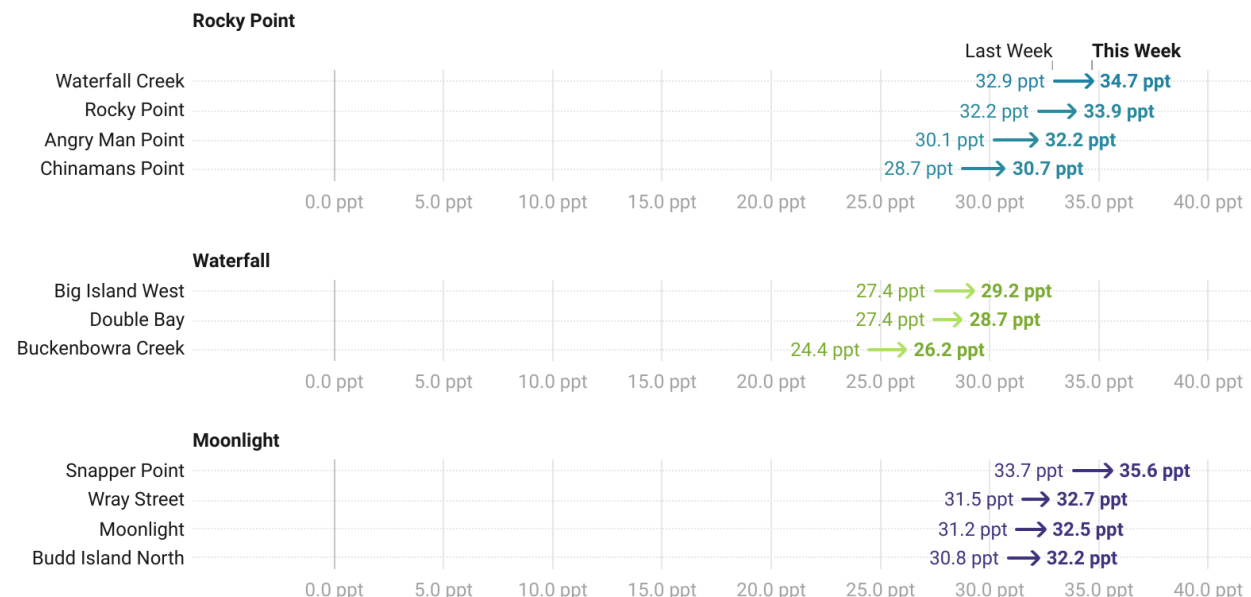 Rocky Point
Last Week This Week
Waterfall Creek 32.9 ppt 34.7 ppt
Rocky Point 32.2 ppt 33.9 ppt
Angry Man Point 30.1 ppt 32.2 ppt
Chinamans Point 28.7 ppt 30.7 ppt
0.0 ppt 5.0 ppt 10.0 ppt 15.0 ppt 20.0 ppt 25.0 ppt 30.0 ppt 35.0 ppt 40.0 ppt
Waterfall
Big Island West 27.4 ppt 29.2 ppt
Double Bay 27.4 ppt 28.7 ppt
Buckenbowra Creek 24.4 ppt 26.2 ppt
0.0 ppt 5.0 ppt 10.0 ppt 15.0 ppt 20.0 ppt 25.0 ppt 30.0 ppt 35.0 ppt 40.0 ppt
Moonlight
Snapper Point 33.7 ppt 35.6 ppt
Wray Street 31.5 ppt 32.7 ppt
Moonlight 31.2 ppt 32.5 ppt
Budd Island North 30.8 ppt 32.2 ppt
0.0 ppt 5.0 ppt 10.0 ppt 15.0 ppt 20.0 ppt 25.0 ppt 30.0 ppt 35.0 ppt 40.0 ppt